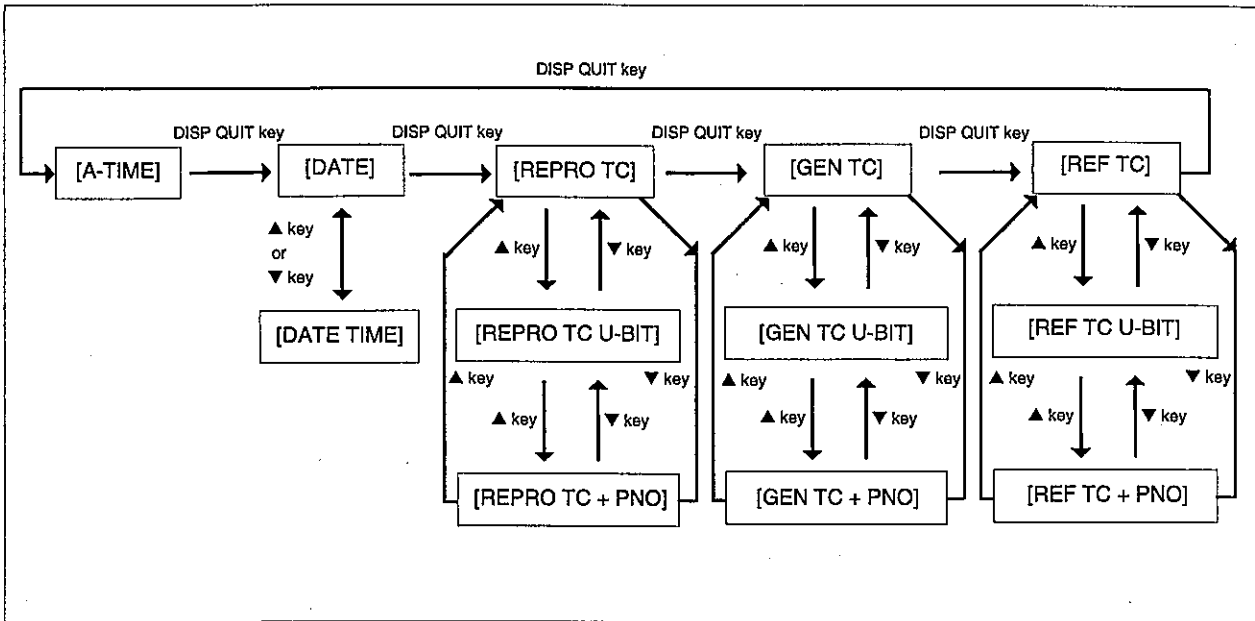 DISP QUIT key
DISP QUIT key DISP QUIT key DISP QUIT key DISP QUIT key
[A-TIME] [DATE] [REPRO TC] [GEN TC] [REF TC]
▲ key
or
▼ key
▲ key ▼ key ▲ key ▼ key ▲ key ▼ key
[DATE TIME] [REPRO TC U-BIT] [GEN TC U-BIT] [REF TC U-BIT]
▲ key ▼ key ▲ key ▼ key ▲ key ▼ key
▲ key ▼ key ▲ key ▼ key ▲ key ▼ key
[REPRO TC + PNO] [GEN TC + PNO] [REF TC + PNO]